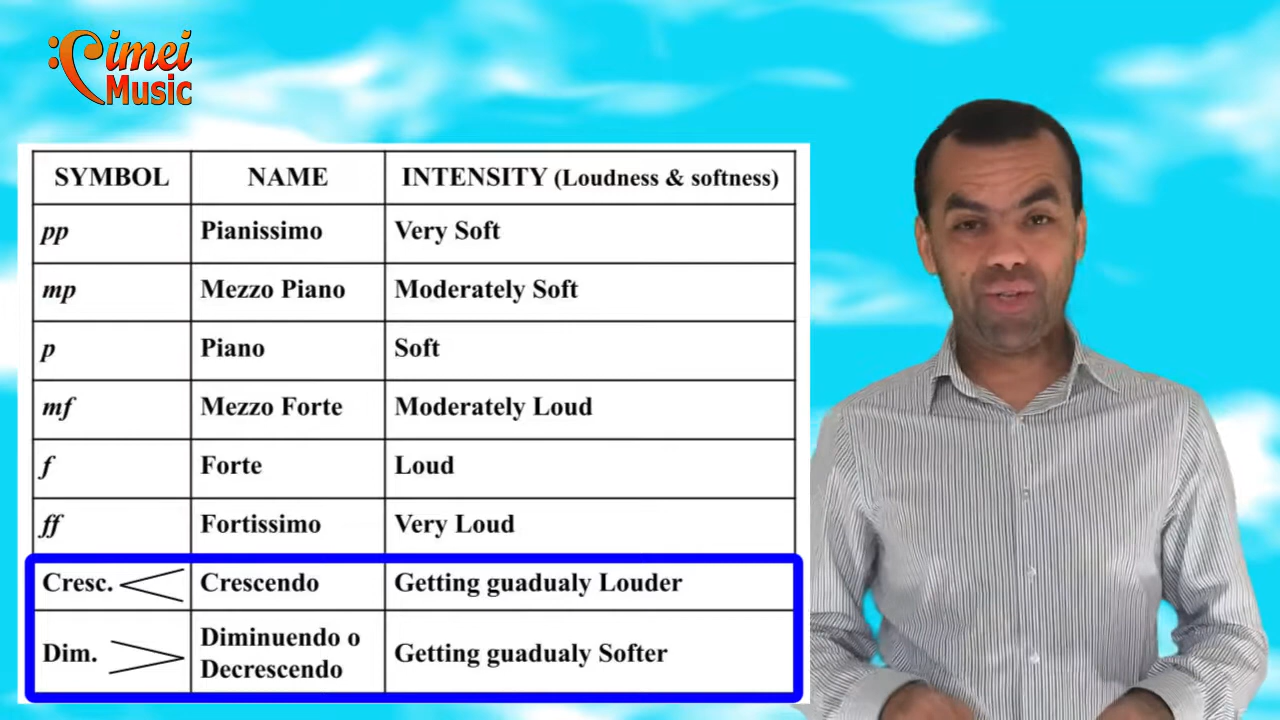 Cimei
Music
SYMBOL NAME INTENSITY (Loudness & softness)
pp Pianissimo Very Soft
mp Mezzo Piano Moderately Soft
p Piano Soft
mf Mezzo Forte Moderately Loud
f Forte Loud
ff Fortissimo Very Loud
Cresc. Crescendo Getting guadualy Louder
Dim. Diminuendo o
Decrescendo Getting guadualy Softer